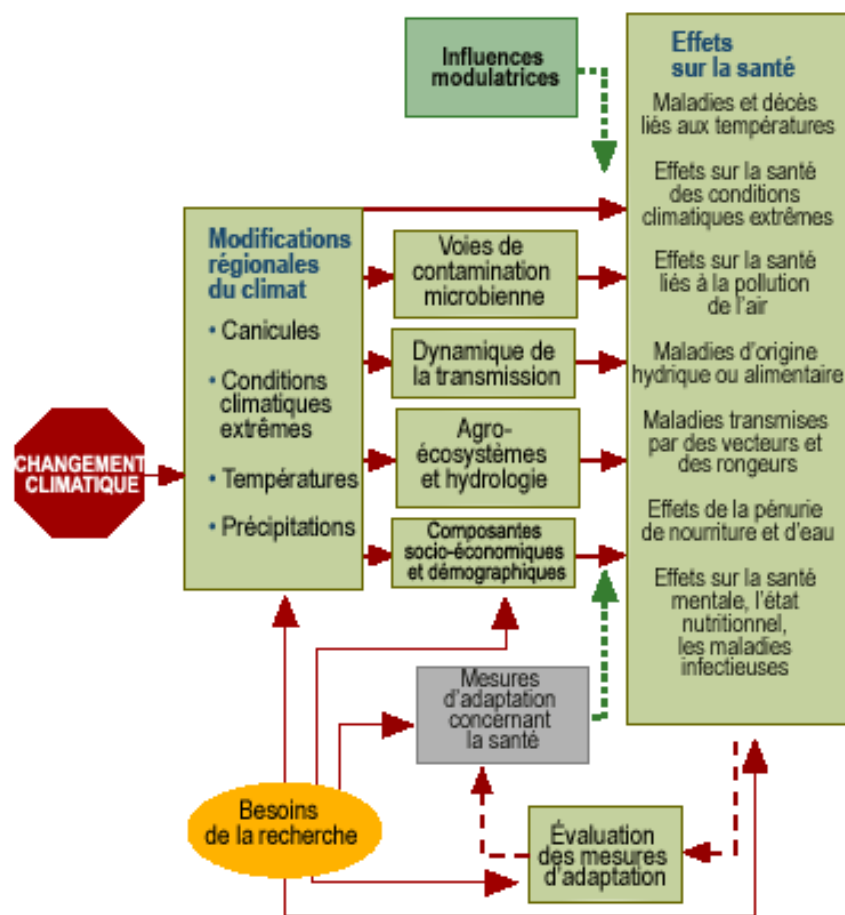 Influences
modulatrices
Effets
sur la santé
Maladies et décès
liés aux températures
Effets sur la santé
des conditions
climatiques extrêmes
Effets sur la santé
liés à la pollution
de l'air
Maladies d'origine
hydrique ou alimentaire
Maladies transmises
par des vecteurs et
des rongeurs
Effets de la pénurie
de nourriture et d'eau
Effets sur la santé
mentale, l'état
nutritionnel,
les maladies
infectieuses
Modifications
régionales
du climat
• Canicules
• Conditions
climatiques
extrêmes
• Températures
• Précipitations
Voies de
contamination
microbienne
Dynamique de
la transmission
Agro-
écosystèmes
et hydrologie
Composantes
socio-économiques
et démographiques
CHANGEMENT
CLIMATIQUE
Mesures
d'adaptation
concernant
la santé
Besoins
de la recherche
Évaluation
des mesures
d'adaptation